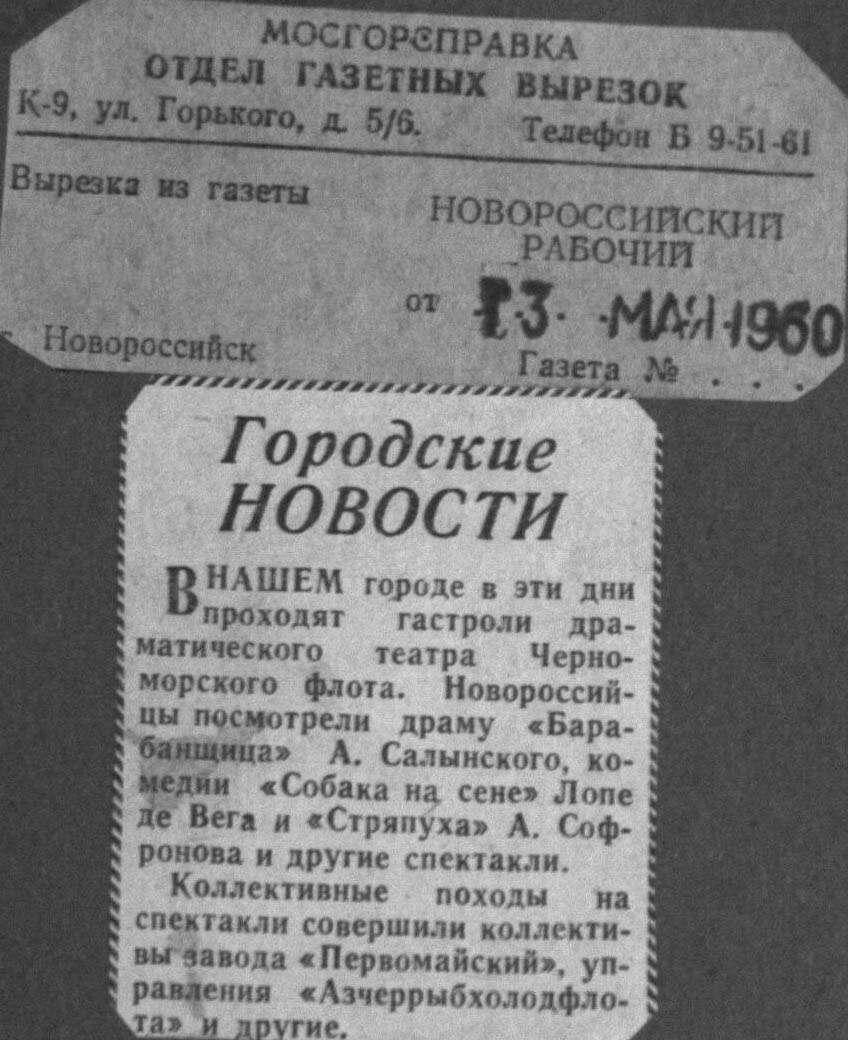 МОСГОРСПРАВКА
ОТДЕЛ ГАЗЕТНЫХ ВЫРЕЗОК
К-9, ул. Горького, д. 5/6. Телефон Б 9-51-61
Вырезка из газеты
НОВОРОССИЙСКИЙ
РАБОЧИЙ
от 13 МАЯ 1960
г. Новороссийск
Газета № . . .
Городские
НОВОСТИ
В НАШЕМ городе в эти дни
проходят гастроли дра-
матического театра Черно-
морского флота. Новороссий-
цы посмотрели драму «Бара-
банщица» А. Салынского, ко-
медии «Собака на сене» Лопе
де Вега и «Стряпуха» А. Соф-
ронова и другие спектакли.
Коллективные походы на
спектакли совершили коллекти-
вы завода «Первомайский», уп-
равления «Азчеррыбхолодфло-
та» и другие.